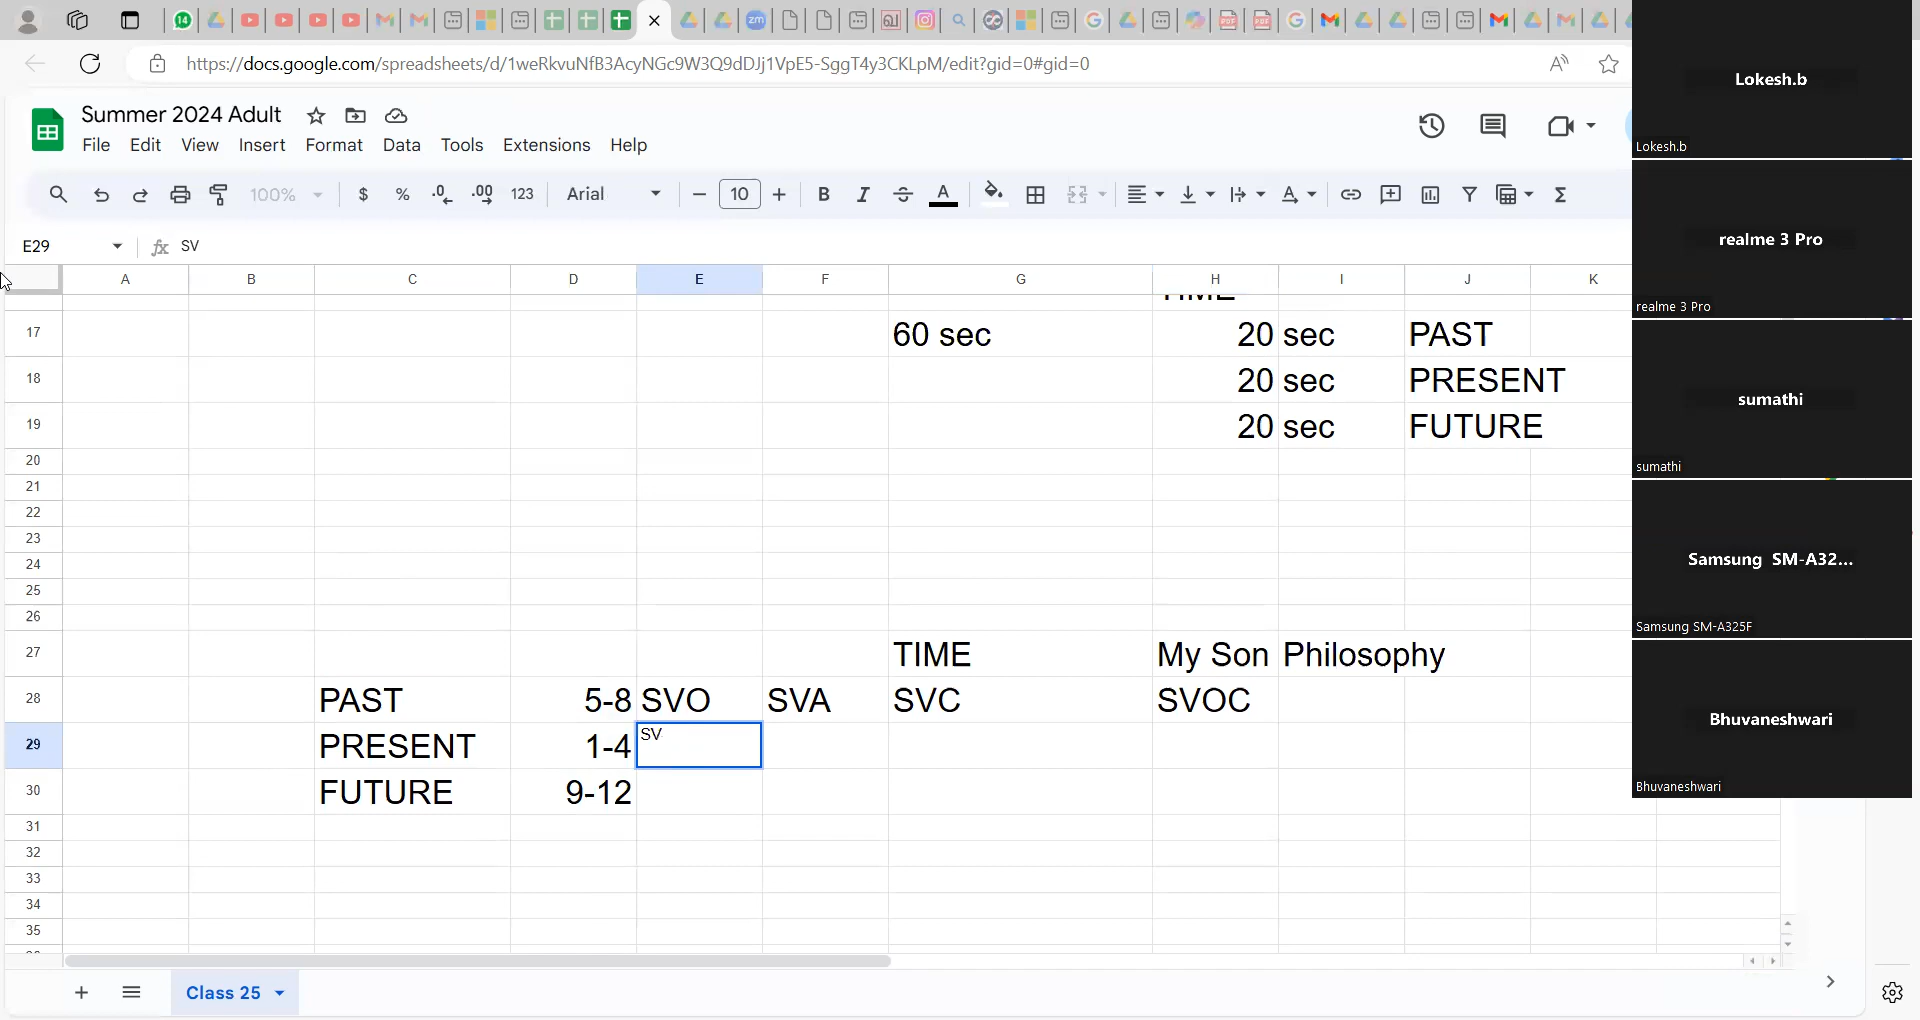 14
https://docs.google.com/spreadsheets/d/1weRkvuNfB3AcyNGc9W3Q9dDJj1VpE5-SggT4y3CKLpM/edit?gid=0#gid=0
Summer 2024 Adult
File Edit View Insert Format Data Tools Extensions Help
100% $ % .0 .00 123 Arial 10 B I S A
E29 fx SV
A B C D E F G H I J K
17 60 sec 20 sec PAST
18 20 sec PRESENT
19 20 sec FUTURE
20
21
22
23
24
25
26
27 TIME My Son Philosophy
28 PAST 5-8 SVO SVA SVC SVOC
29 PRESENT 1-4 SV
30 FUTURE 9-12
31
32
33
34
35
Class 25
Lokesh.b
Lokesh.b
realme 3 Pro
realme 3 Pro
sumathi
sumathi
Samsung SM-A32...
Samsung SM-A325F
Bhuvaneshwari
Bhuvaneshwari